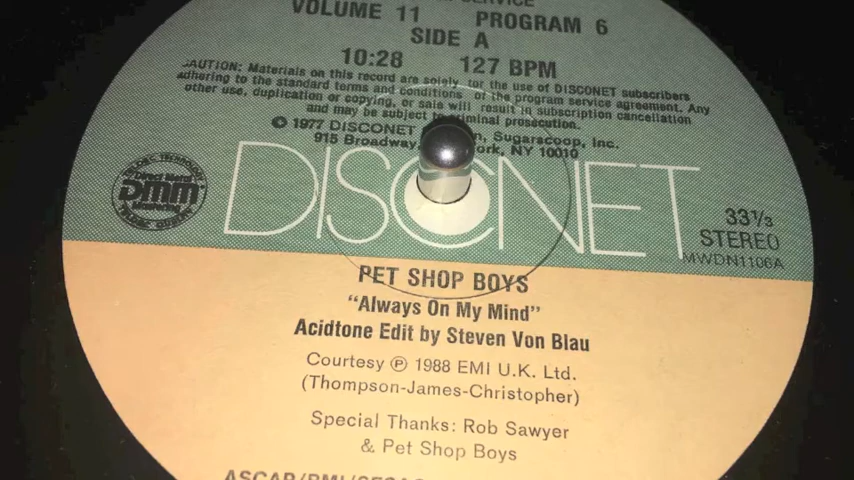 SERVICE
VOLUME 11 PROGRAM 6
SIDE A
10:28 127 BPM
CAUTION: Materials on this record are solely for the use of DISCONET subscribers
adhering to the standard terms and conditions of the program service agreement. Any
other use, duplication or copying, or sale will result in subscription cancellation
and may be subject to criminal prosecution.
© 1977 DISCONET Sugarscoop, Inc.
915 Broadway, NY 10010
DISCONET
Direct Metal
DMM
Mastering
33⅓
STEREO
MWDN1106A
PET SHOP BOYS
“Always On My Mind”
Acidtone Edit by Steven Von Blau
Courtesy ℗ 1988 EMI U.K. Ltd.
(Thompson-James-Christopher)
Special Thanks: Rob Sawyer
& Pet Shop Boys